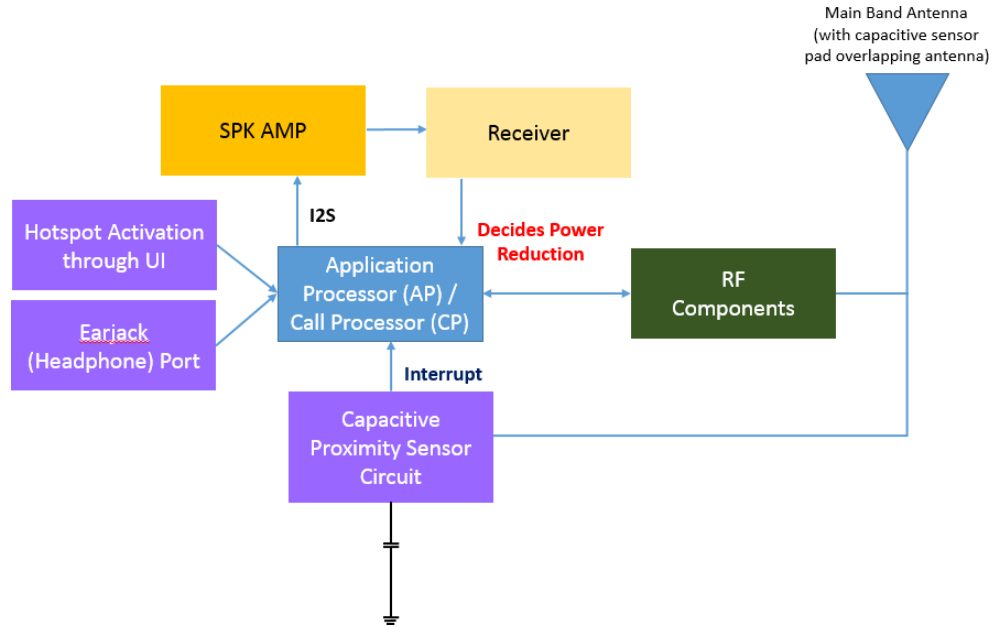 Main Band Antenna
(with capacitive sensor
pad overlapping antenna)
SPK AMP
Receiver
I2S
Decides Power
Reduction
Hotspot Activation
through UI
Application
Processor (AP) /
Call Processor (CP)
RF
Components
Earjack
(Headphone) Port
Interrupt
Capacitive
Proximity Sensor
Circuit